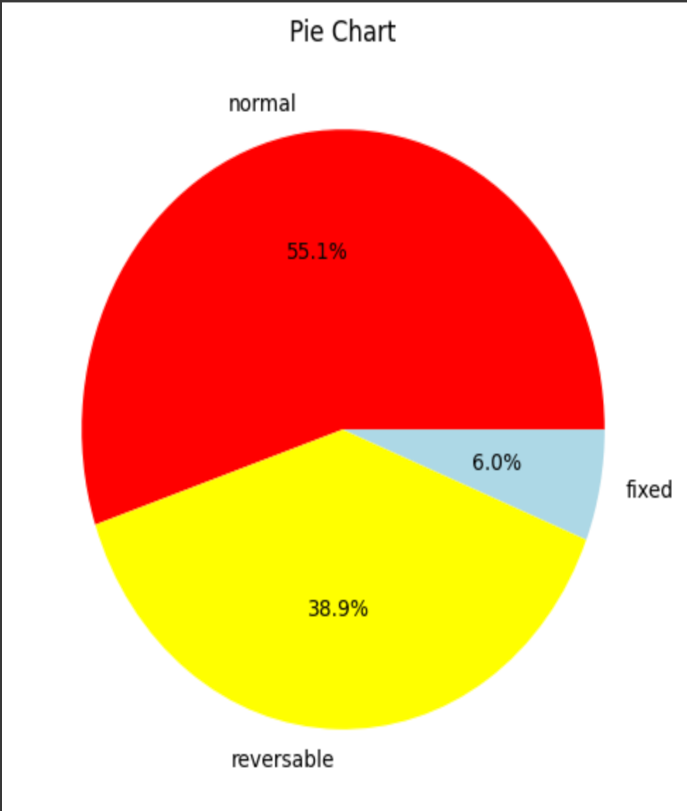 Pie Chart
normal
55.1%
6.0%
fixed
38.9%
reversable